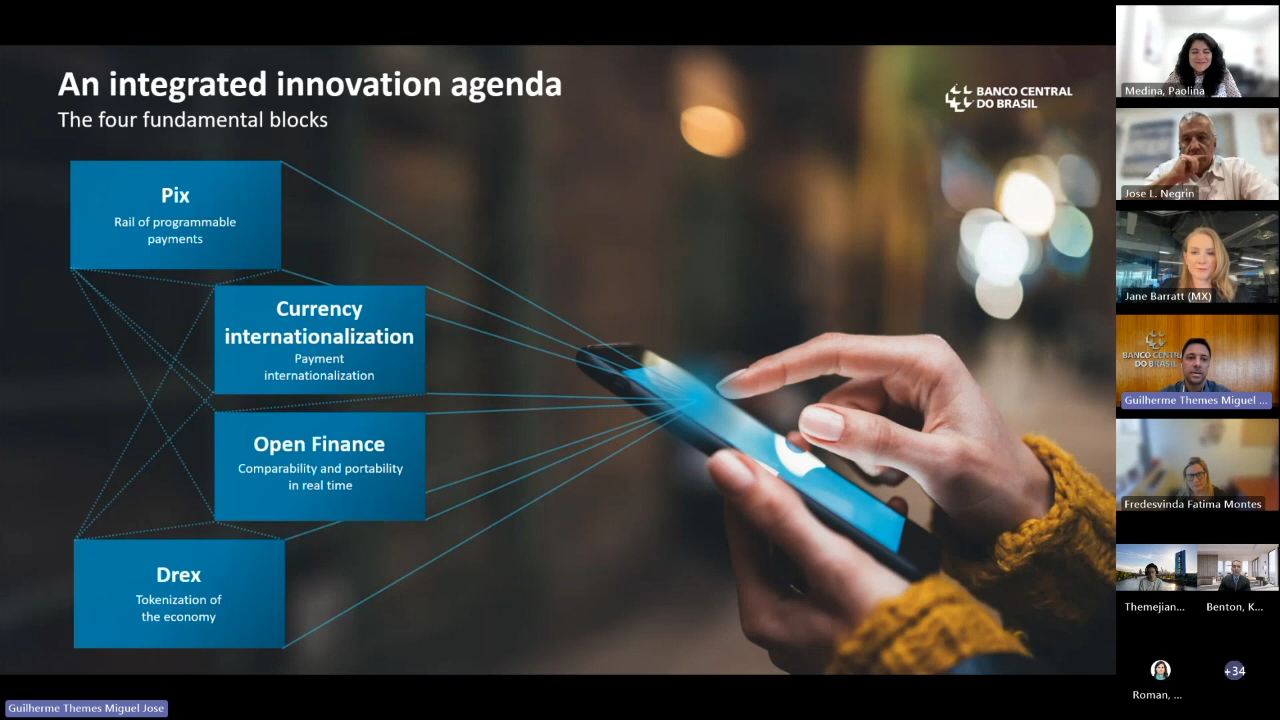 An integrated innovation agenda
The four fundamental blocks
BANCO CENTRAL
DO BRASIL
Pix
Rail of programmable
payments
Currency
internationalization
Payment
internationalization
Open Finance
Comparability and portability
in real time
Drex
Tokenization of
the economy
Medina, Paolina
Jose L. Negrin
Jane Barratt (MX)
BANCO CENTRA
DO BRASIL
Guilherme Themes Miguel ...
Fredesvinda Fatima Montes
Themejian...
Benton, K...
Roman, ...
+34
Guilherme Themes Miguel Jose